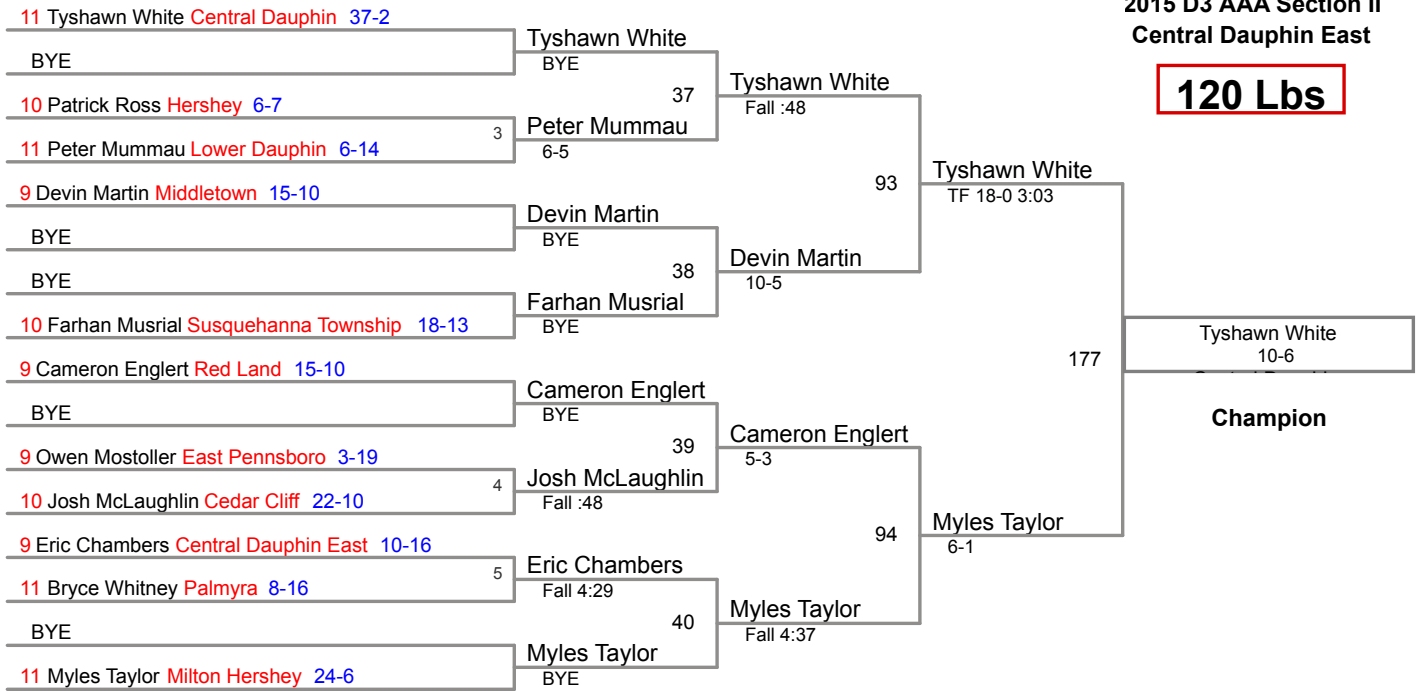 2015 D3 AAA Section II
Central Dauphin East
120 Lbs
11 Tyshawn White Central Dauphin 37-2
BYE
10 Patrick Ross Hershey 6-7
3
11 Peter Mummau Lower Dauphin 6-14
9 Devin Martin Middletown 15-10
BYE
BYE
10 Farhan Musrial Susquehanna Township 18-13
9 Cameron Englert Red Land 15-10
BYE
9 Owen Mostoller East Pennsboro 3-19
4
10 Josh McLaughlin Cedar Cliff 22-10
9 Eric Chambers Central Dauphin East 10-16
5
11 Bryce Whitney Palmyra 8-16
BYE
11 Myles Taylor Milton Hershey 24-6
Tyshawn White
BYE
37
Peter Mummau
6-5
Devin Martin
BYE
38
Farhan Musrial
BYE
Cameron Englert
BYE
39
Josh McLaughlin
Fall :48
Eric Chambers
Fall 4:29
40
Myles Taylor
BYE
Tyshawn White
Fall :48
93
Devin Martin
10-5
Cameron Englert
5-3
94
Myles Taylor
Fall 4:37
Tyshawn White
TF 18-0 3:03
177
Myles Taylor
6-1
Tyshawn White
10-6
Champion